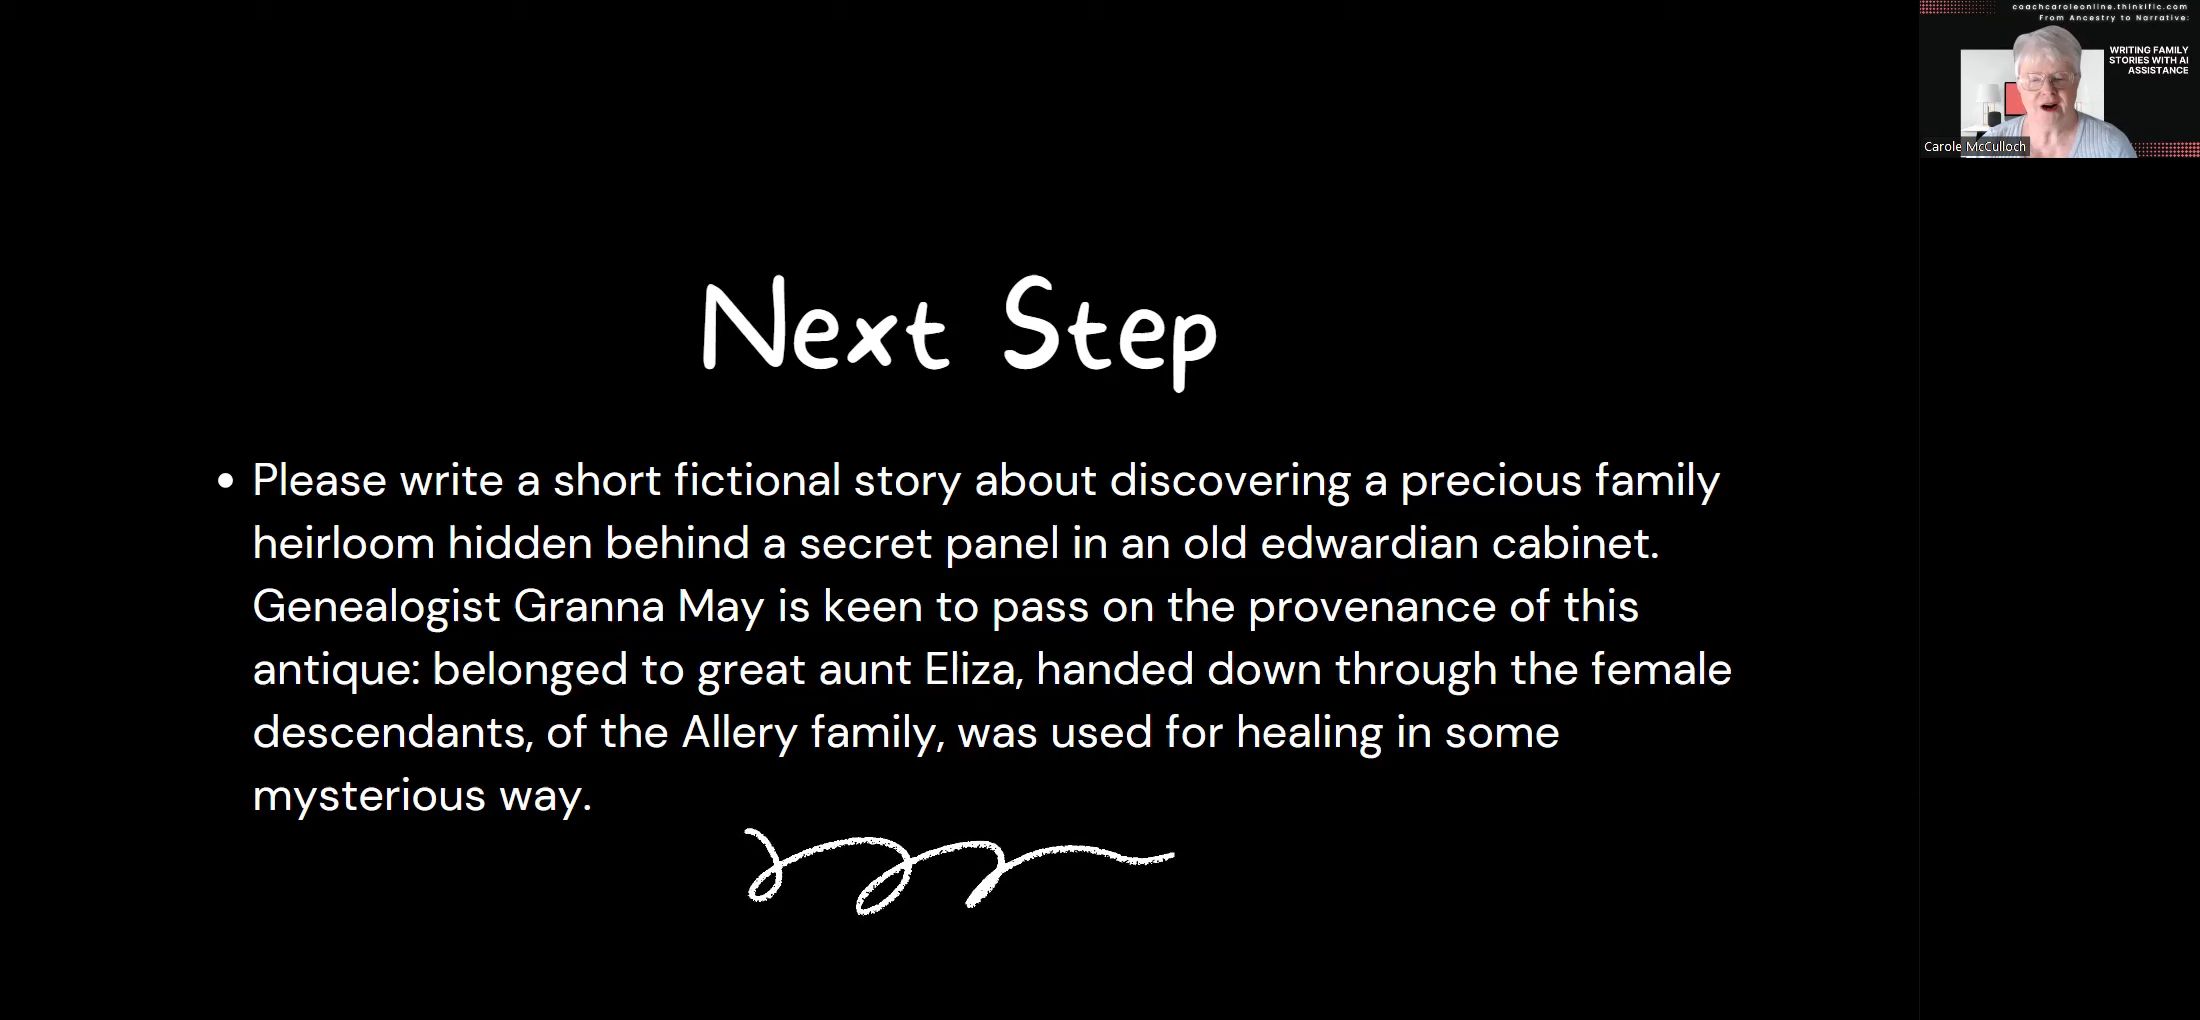 Next Step
• Please write a short fictional story about discovering a precious family
heirloom hidden behind a secret panel in an old edwardian cabinet.
Genealogist Granna May is keen to pass on the provenance of this
antique: belonged to great aunt Eliza, handed down through the female
descendants, of the Allery family, was used for healing in some
mysterious way.
coachcaroleonline.thinkific.com
From Ancestry to Narrative:
WRITING FAMILY
STORIES WITH AI
ASSISTANCE
Carole McCulloch